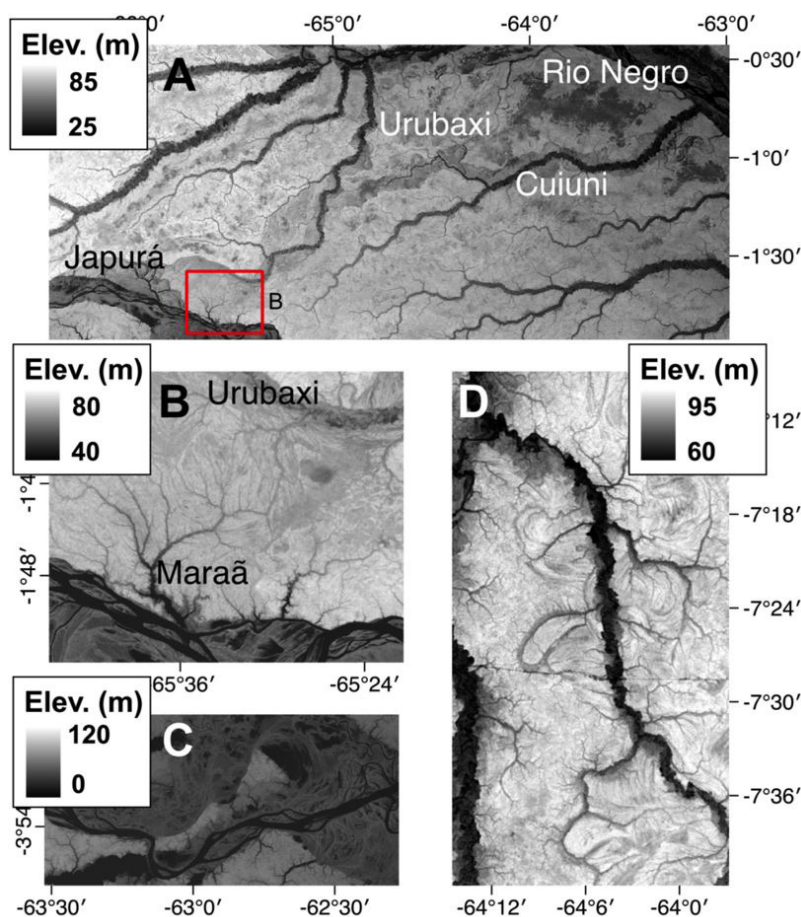 -65°0′
-64°0′
-63°0′
Elev. (m)
85
25
A
Rio Negro
Urubaxi
Cuiuni
Japurá
B
-0°30′
-1°0′
-1°30′
Elev. (m)
80
40
B
Urubaxi
Maraã
-1°48′
-65°36′
-65°24′
Elev. (m)
120
0
C
-3°54′
-63°30′
-63°0′
-62°30′
D
Elev. (m)
95
60
-7°18′
-7°24′
-7°30′
-7°36′
-64°12′
-64°06′
-64°0′